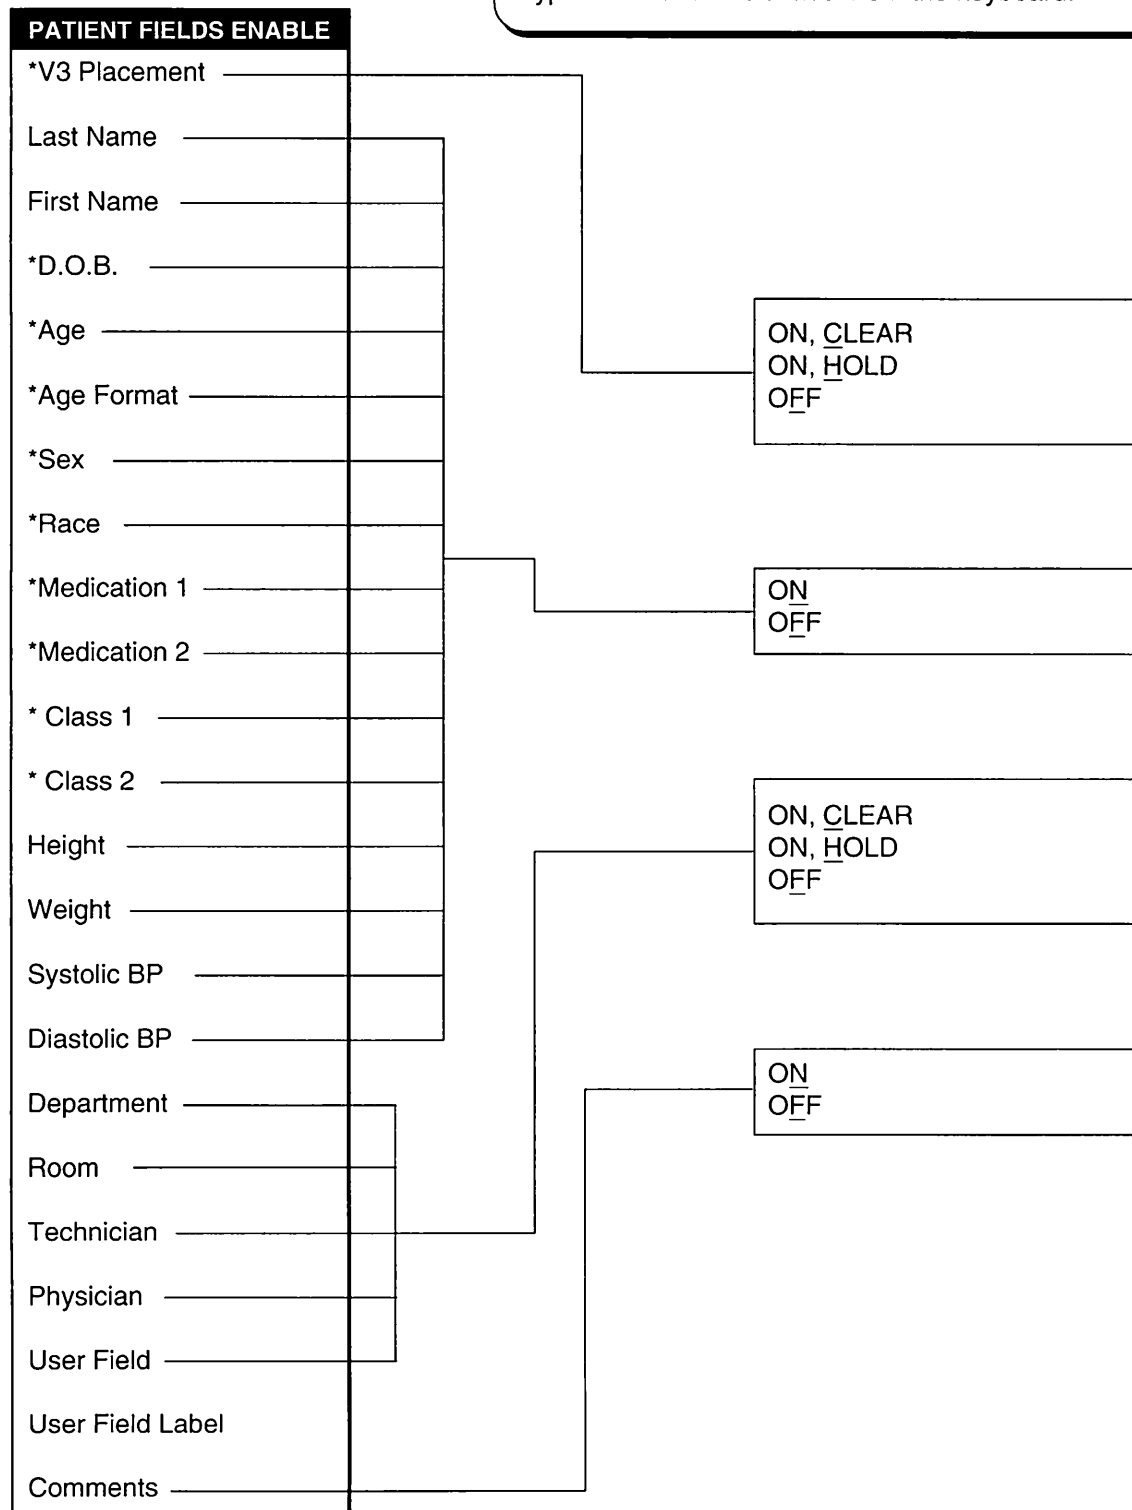 PATIENT FIELDS ENABLE
*V3 Placement
Last Name
First Name
*D.O.B.
*Age
*Age Format
*Sex
*Race
*Medication 1
*Medication 2
* Class 1
* Class 2
Height
Weight
Systolic BP
Diastolic BP
Department
Room
Technician
Physician
User Field
User Field Label
Comments
ON, CLEAR
ON, HOLD
OFF
ON
OFF
ON, CLEAR
ON, HOLD
OFF
ON
OFF